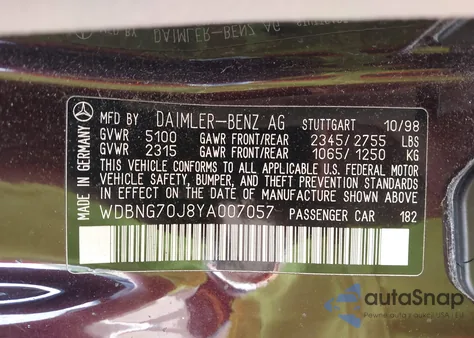 MFD BY DAIMLER-BENZ AG STUTTGART 10/98
GVWR 5100 GAWR FRONT/REAR 2345/2755 LBS
GVWR 2315 GAWR FRONT/REAR 1065/1250 KG
THIS VEHICLE CONFORMS TO ALL APPLICABLE U.S. FEDERAL MOTOR
VEHICLE SAFETY, BUMPER, AND THEFT PREVENTION STANDARDS
IN EFFECT ON THE DATE OF MANUFACTURE SHOWN ABOVE.
WDBNG70J8YA007057 PASSENGER CAR 182
MADE IN GERMANY
autoSnap